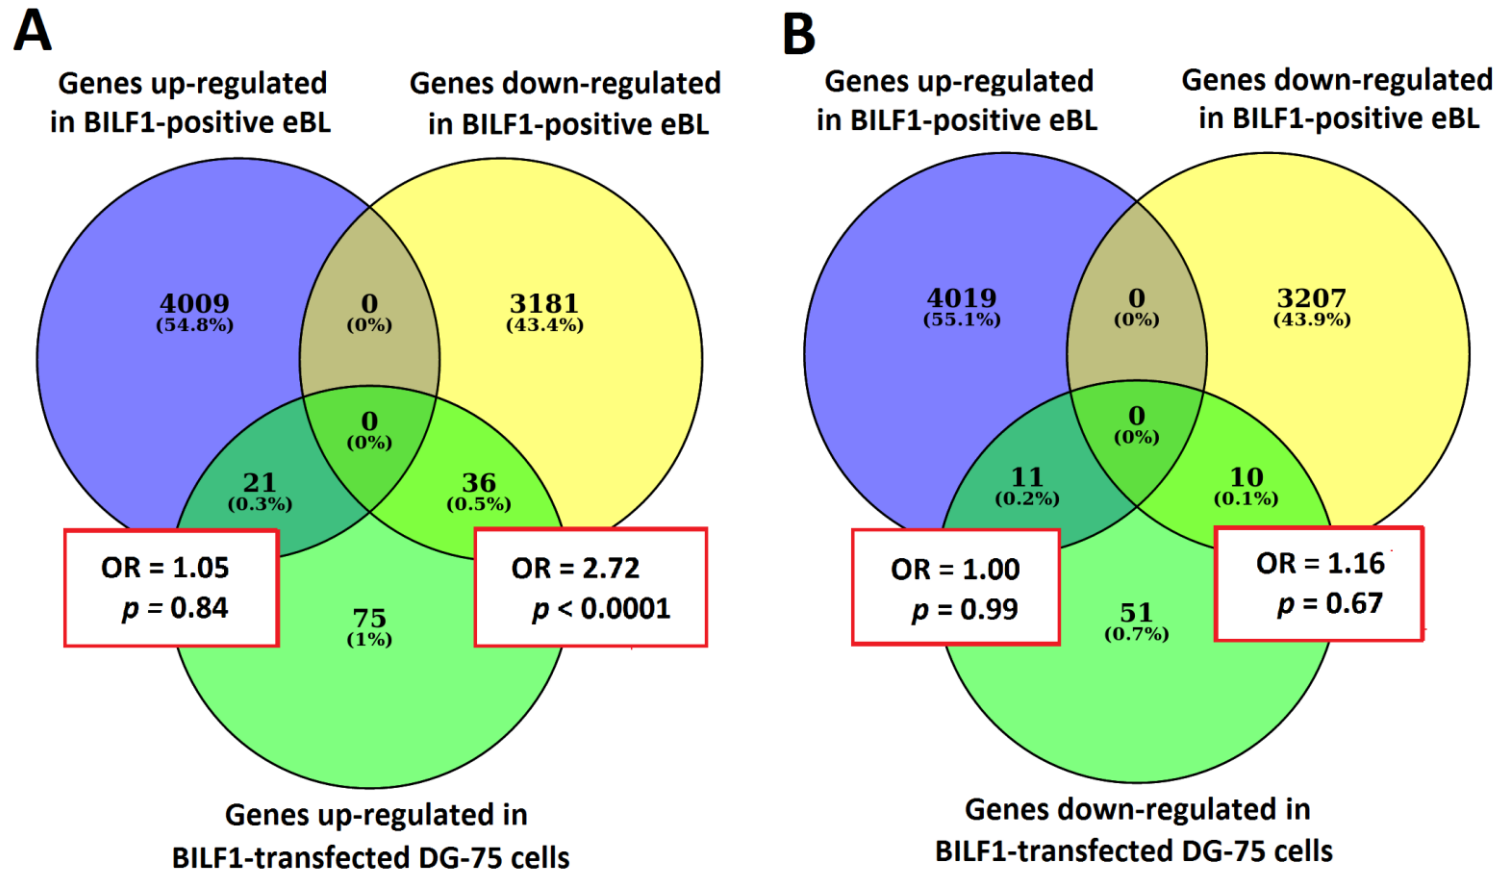 A
Genes up-regulated
in BILF1-positive eBL
Genes down-regulated
in BILF1-positive eBL
4009
(54.8%)
0
(0%)
3181
(43.4%)
0
(0%)
21
(0.3%)
36
(0.5%)
OR = 1.05
p = 0.84
OR = 2.72
p < 0.0001
75
(1%)
Genes up-regulated in
BILF1-transfected DG-75 cells
B
Genes up-regulated
in BILF1-positive eBL
Genes down-regulated
in BILF1-positive eBL
4019
(55.1%)
0
(0%)
3207
(43.9%)
0
(0%)
11
(0.2%)
10
(0.1%)
OR = 1.00
p = 0.99
OR = 1.16
p = 0.67
51
(0.7%)
Genes down-regulated in
BILF1-transfected DG-75 cells